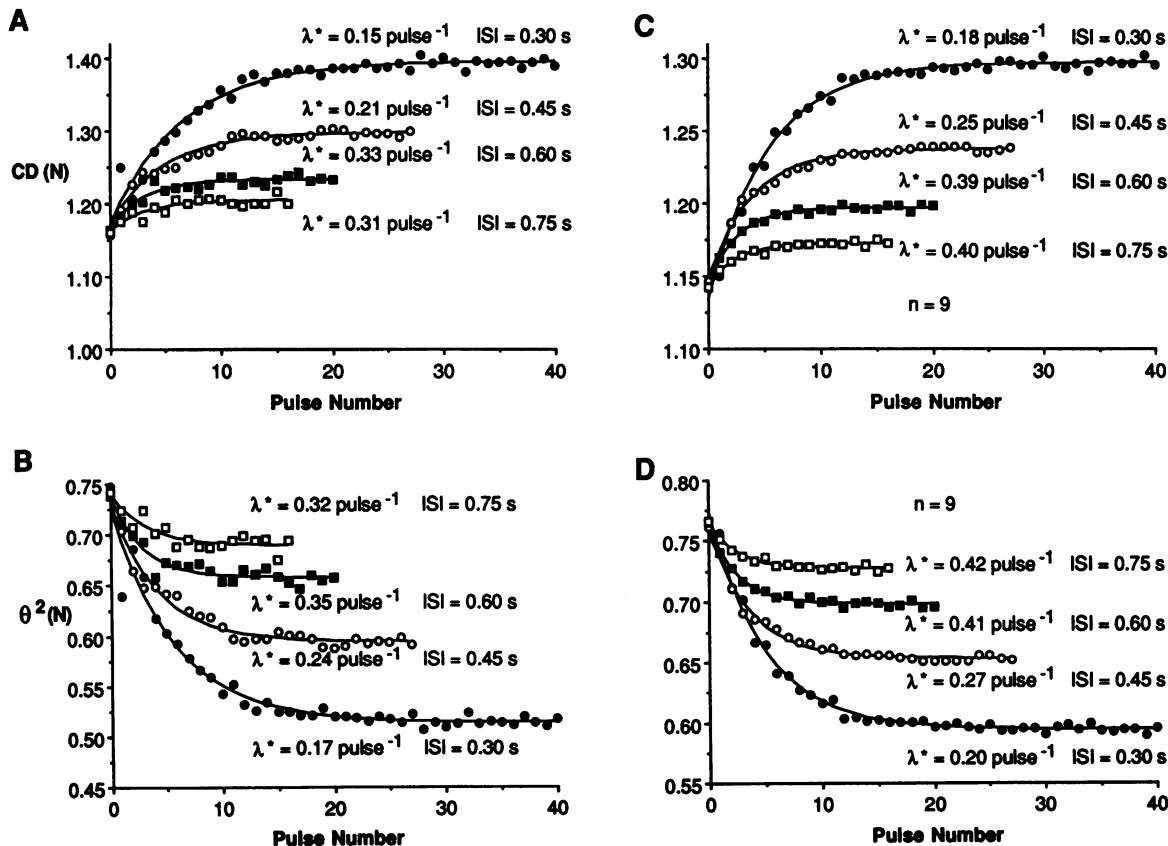 A
λ* = 0.15 pulse⁻¹ ISI = 0.30 s
λ* = 0.21 pulse⁻¹ ISI = 0.45 s
λ* = 0.33 pulse⁻¹ ISI = 0.60 s
λ* = 0.31 pulse⁻¹ ISI = 0.75 s
CD (N)
1.40
1.30
1.20
1.10
1.00
0 10 20 30 40
Pulse Number
C
λ* = 0.18 pulse⁻¹ ISI = 0.30 s
λ* = 0.25 pulse⁻¹ ISI = 0.45 s
λ* = 0.39 pulse⁻¹ ISI = 0.60 s
λ* = 0.40 pulse⁻¹ ISI = 0.75 s
n = 9
1.30
1.25
1.20
1.15
1.10
0 10 20 30 40
Pulse Number
B
λ* = 0.32 pulse⁻¹ ISI = 0.75 s
λ* = 0.35 pulse⁻¹ ISI = 0.60 s
λ* = 0.24 pulse⁻¹ ISI = 0.45 s
λ* = 0.17 pulse⁻¹ ISI = 0.30 s
θ² (N)
0.75
0.70
0.65
0.60
0.55
0.50
0.45
0 10 20 30 40
Pulse Number
D
n = 9
λ* = 0.42 pulse⁻¹ ISI = 0.75 s
λ* = 0.41 pulse⁻¹ ISI = 0.60 s
λ* = 0.27 pulse⁻¹ ISI = 0.45 s
λ* = 0.20 pulse⁻¹ ISI = 0.30 s
0.80
0.75
0.70
0.65
0.60
0.55
0 10 20 30 40
Pulse Number